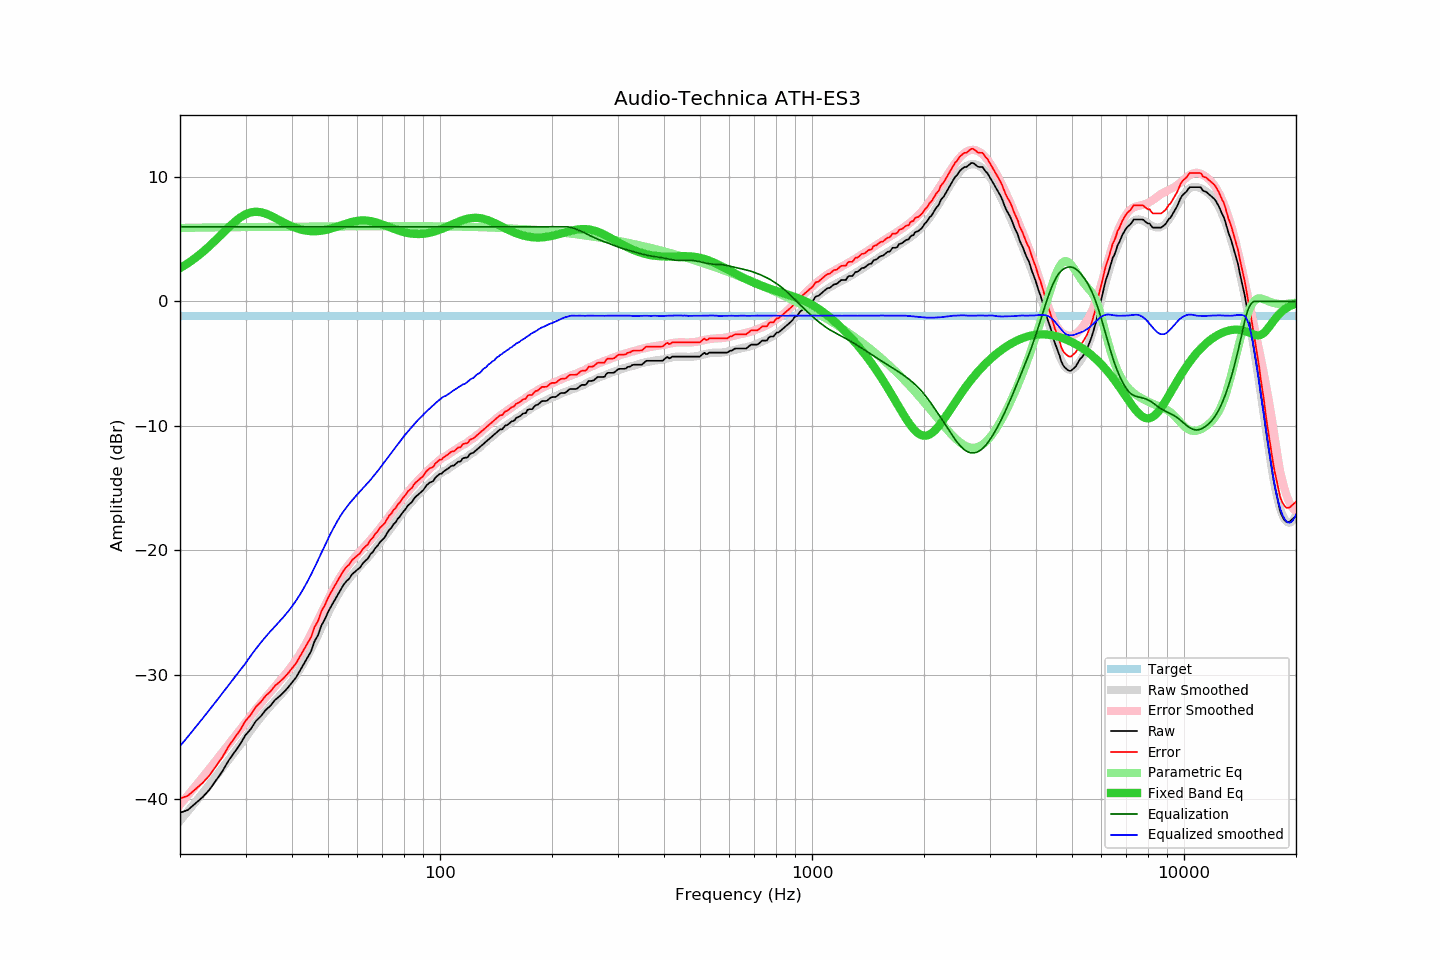 Audio-Technica ATH-ES3
10
0
−10
−20
−30
−40
Amplitude (dBr)
100
1000
10000
Frequency (Hz)
Target
Raw Smoothed
Error Smoothed
Raw
Error
Parametric Eq
Fixed Band Eq
Equalization
Equalized smoothed